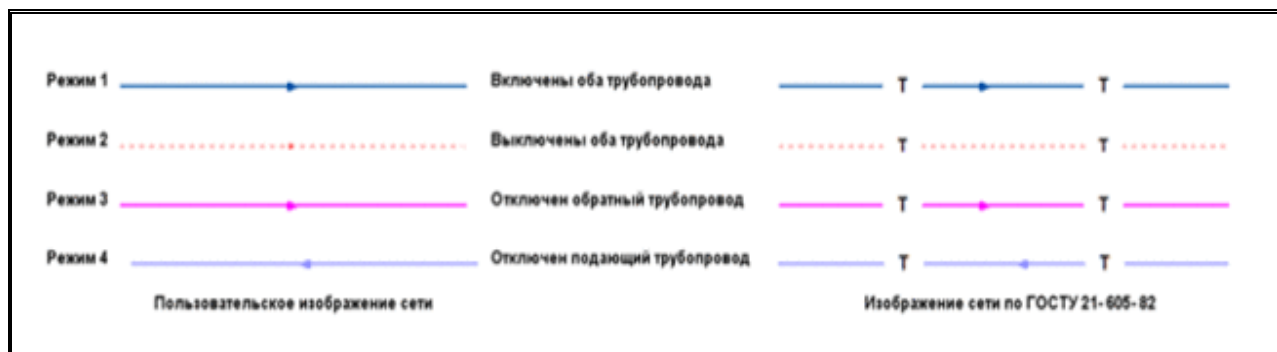 Режим 1 Включены оба трубопровода Т Т
Режим 2 Выключены оба трубопровода Т Т
Режим 3 Отключен обратный трубопровод Т Т
Режим 4 Отключен подающий трубопровод Т Т
Пользовательское изображение сети Изображение сети по ГОСТУ 21-605-82